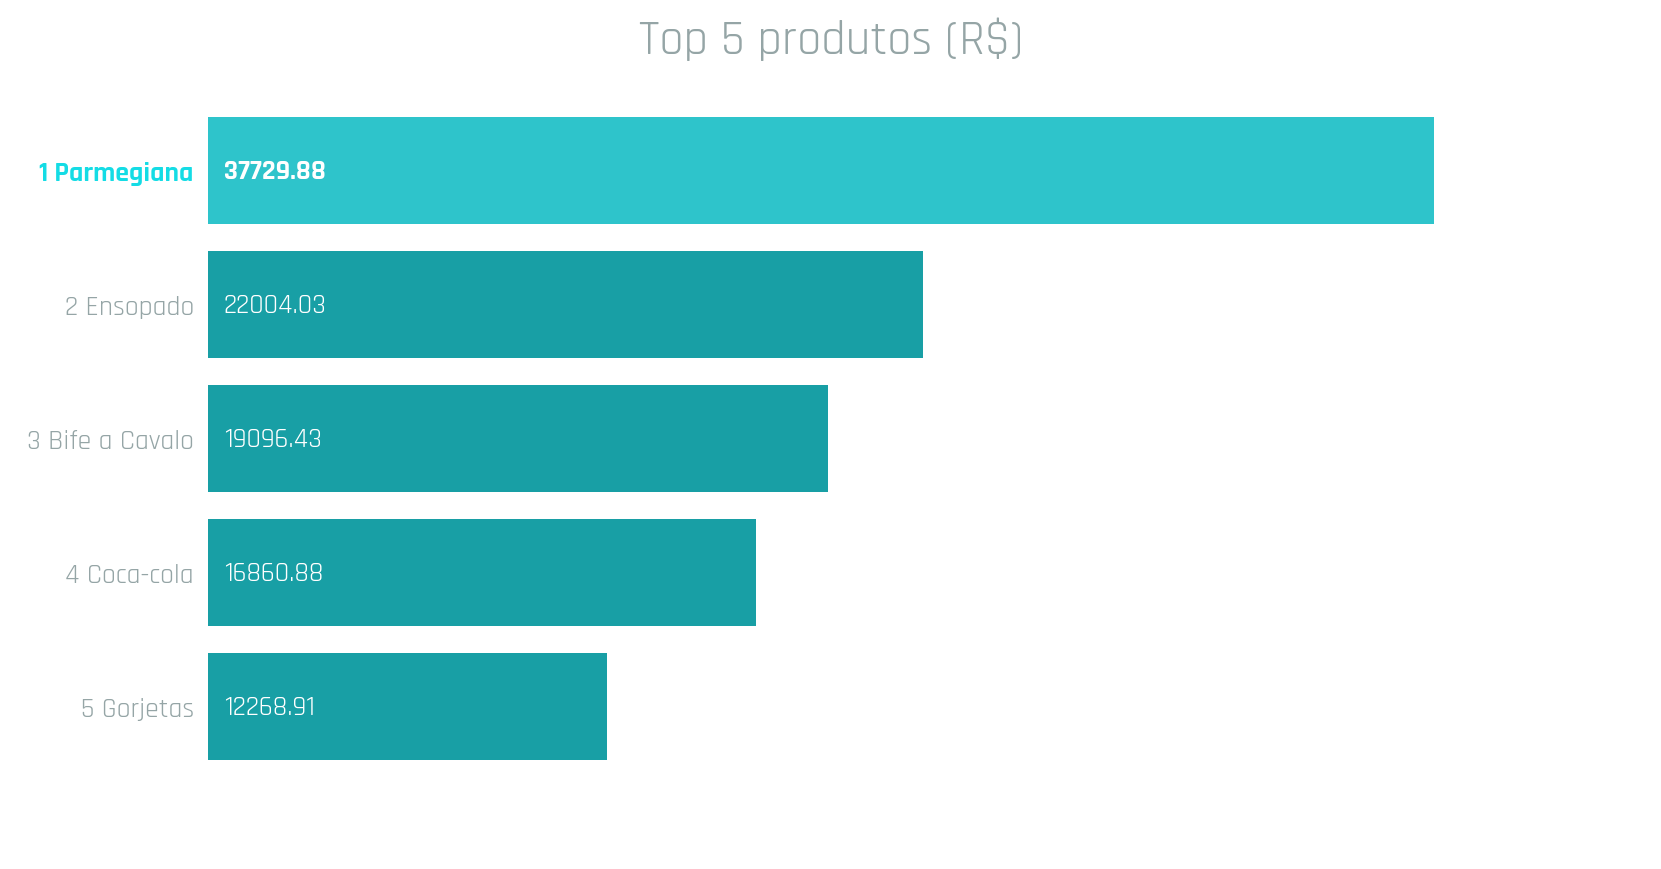 Top 5 produtos (R$)
1 Parmegiana 37729.88
2 Ensopado 22004.03
3 Bife a Cavalo 19096.43
4 Coca-cola 16860.88
5 Gorjetas 12268.91